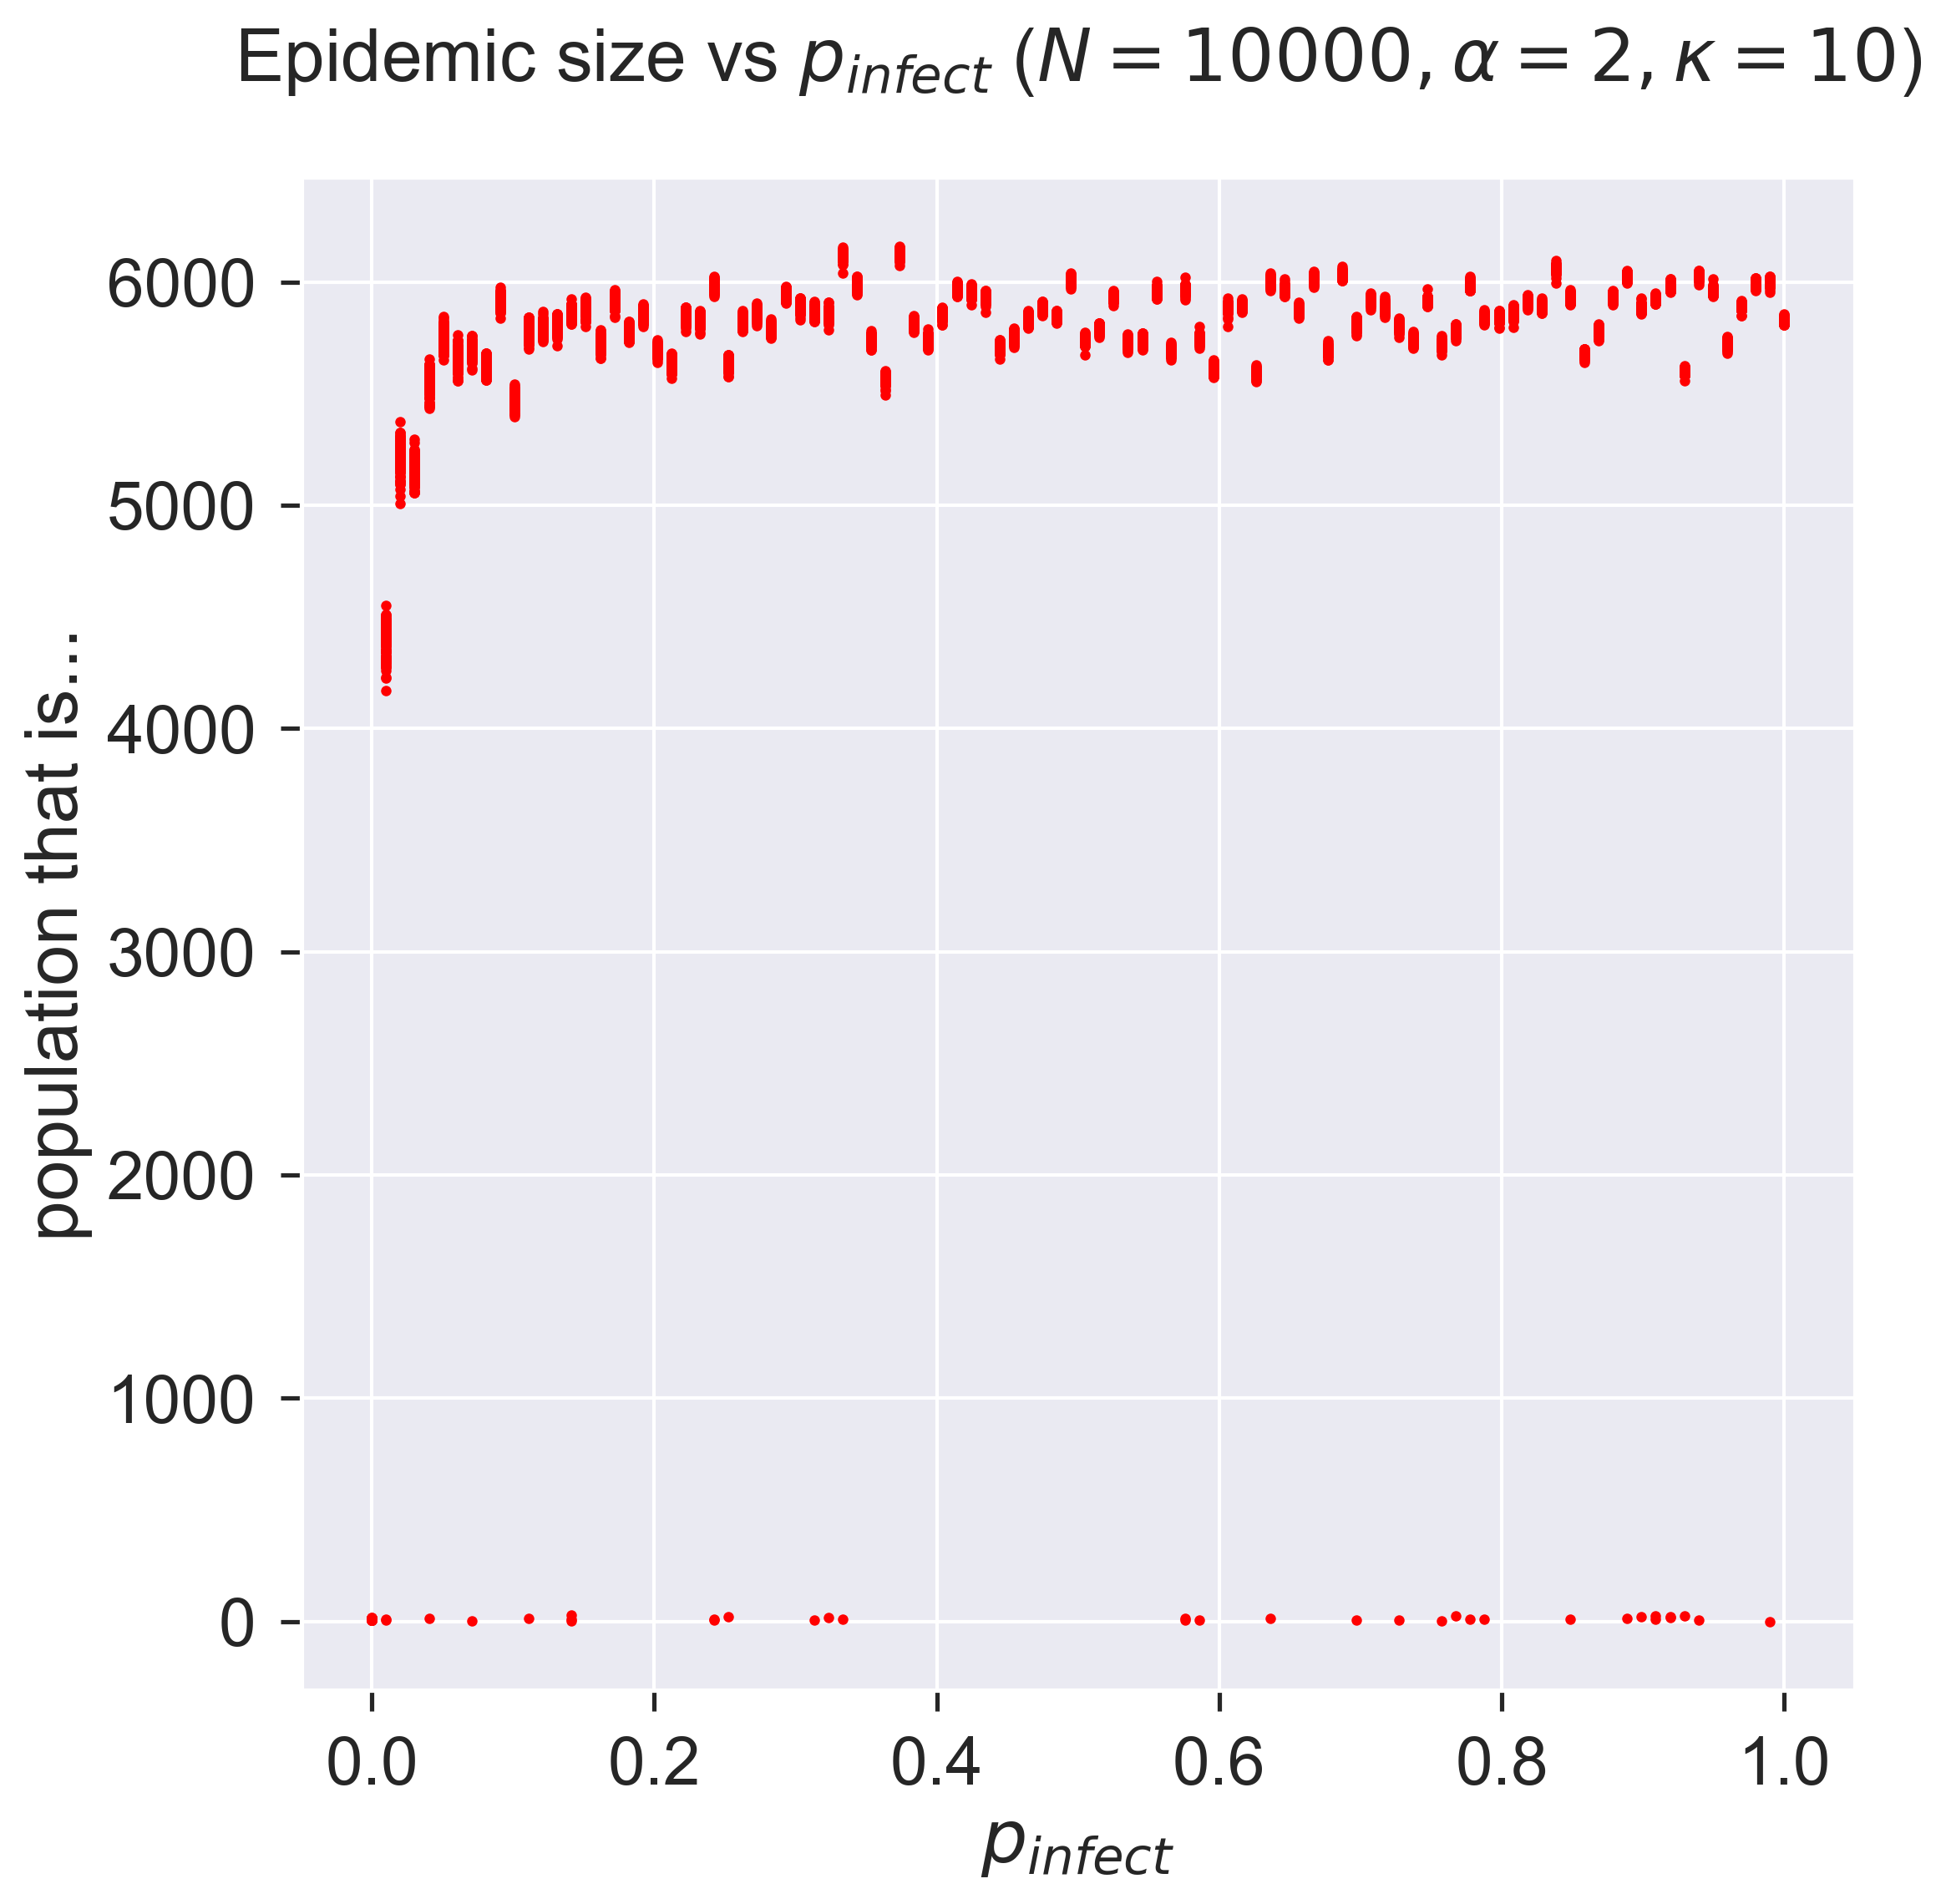 Epidemic size vs p_infect (N = 10000, α = 2, κ = 10)
population that is...
6000
5000
4000
3000
2000
1000
0
0.0 0.2 0.4 0.6 0.8 1.0
p_infect